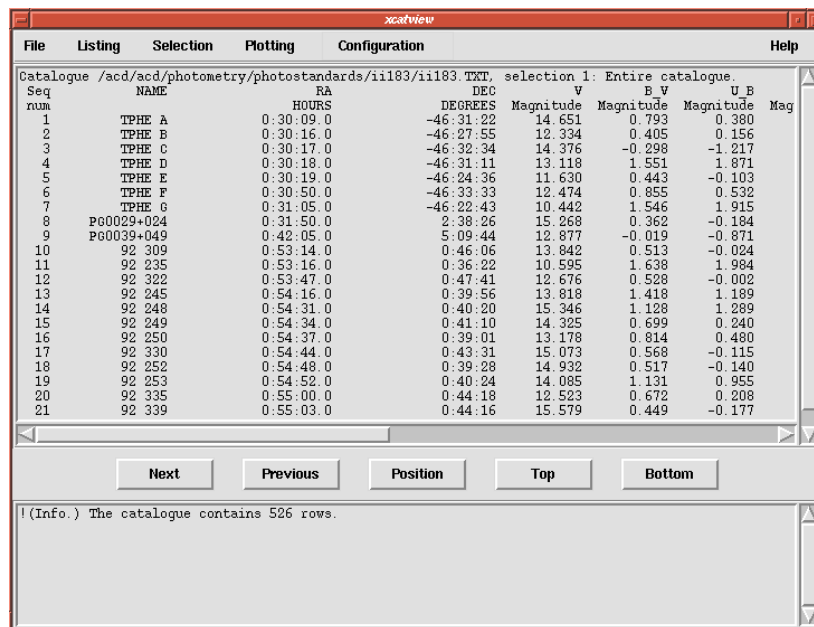 xcatview
File Listing Selection Plotting Configuration Help
Catalogue /acd/acd/photometry/photostandards/ii183/ii183.TXT, selection 1: Entire catalogue.
Seq NAME RA DEC V B_V U_B
num HOURS DEGREES Magnitude Magnitude Magnitude Mag
1 TPHE A 0:30:09.0 -46:31:22 14.651 0.793 0.380
2 TPHE B 0:30:16.0 -46:27:55 12.334 0.405 0.156
3 TPHE C 0:30:17.0 -46:32:34 14.376 -0.298 -1.217
4 TPHE D 0:30:18.0 -46:31:11 13.118 1.551 1.871
5 TPHE E 0:30:19.0 -46:24:36 11.630 0.443 -0.103
6 TPHE F 0:30:50.0 -46:33:33 12.474 0.855 0.532
7 TPHE G 0:31:05.0 -46:22:43 10.442 1.546 1.915
8 PG0029+024 0:31:50.0 2:38:26 15.268 0.362 -0.184
9 PG0039+049 0:42:05.0 5:09:44 12.877 -0.019 -0.871
10 92 309 0:53:14.0 0:46:06 13.842 0.513 -0.024
11 92 235 0:53:16.0 0:36:22 10.595 1.638 1.984
12 92 322 0:53:47.0 0:47:41 12.676 0.528 -0.002
13 92 245 0:54:16.0 0:39:56 13.818 1.418 1.189
14 92 248 0:54:31.0 0:40:20 15.346 1.128 1.289
15 92 249 0:54:34.0 0:41:10 14.325 0.699 0.240
16 92 250 0:54:37.0 0:39:01 13.178 0.814 0.480
17 92 330 0:54:44.0 0:43:31 15.073 0.568 -0.115
18 92 252 0:54:48.0 0:39:28 14.932 0.517 -0.140
19 92 253 0:54:52.0 0:40:24 14.085 1.131 0.955
20 92 335 0:55:00.0 0:44:18 12.523 0.672 0.208
21 92 339 0:55:03.0 0:44:16 15.579 0.449 -0.177
Next Previous Position Top Bottom
!(Info.) The catalogue contains 526 rows.